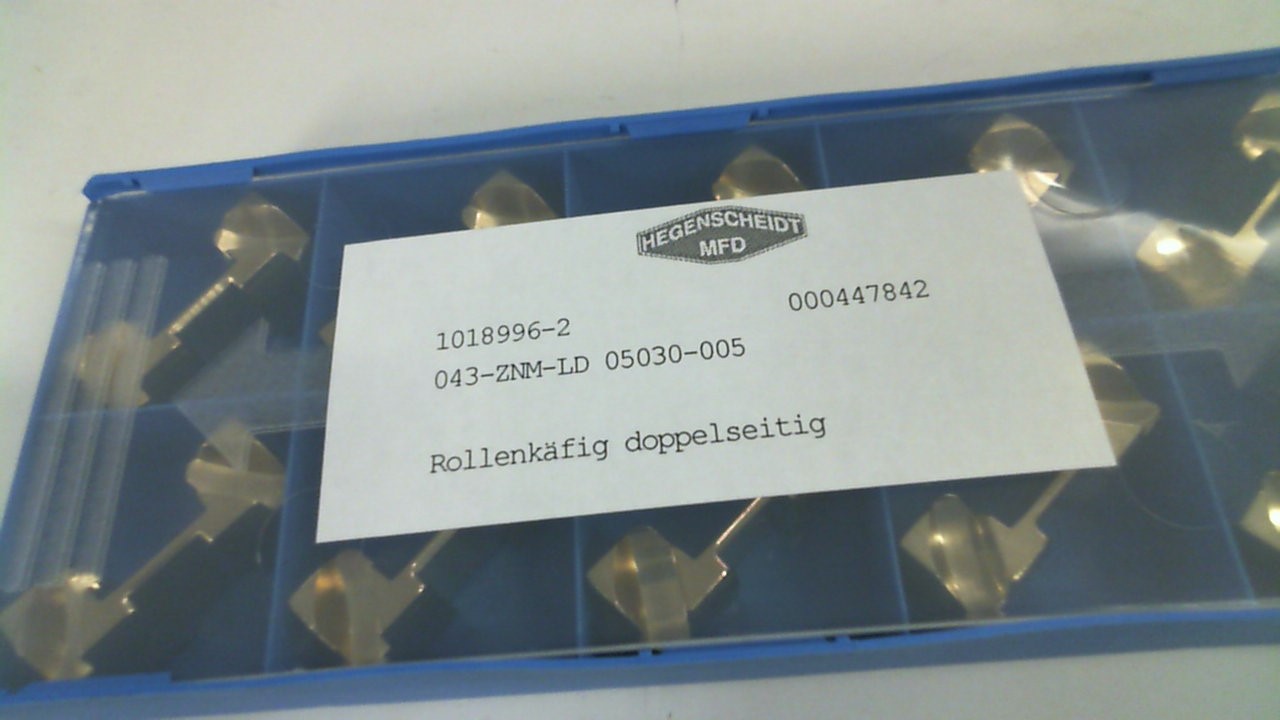 HEGENSCHEIDT
MFD
000447842
1018996-2
043-ZNM-LD 05030-005
Rollenkäfig doppelseitig